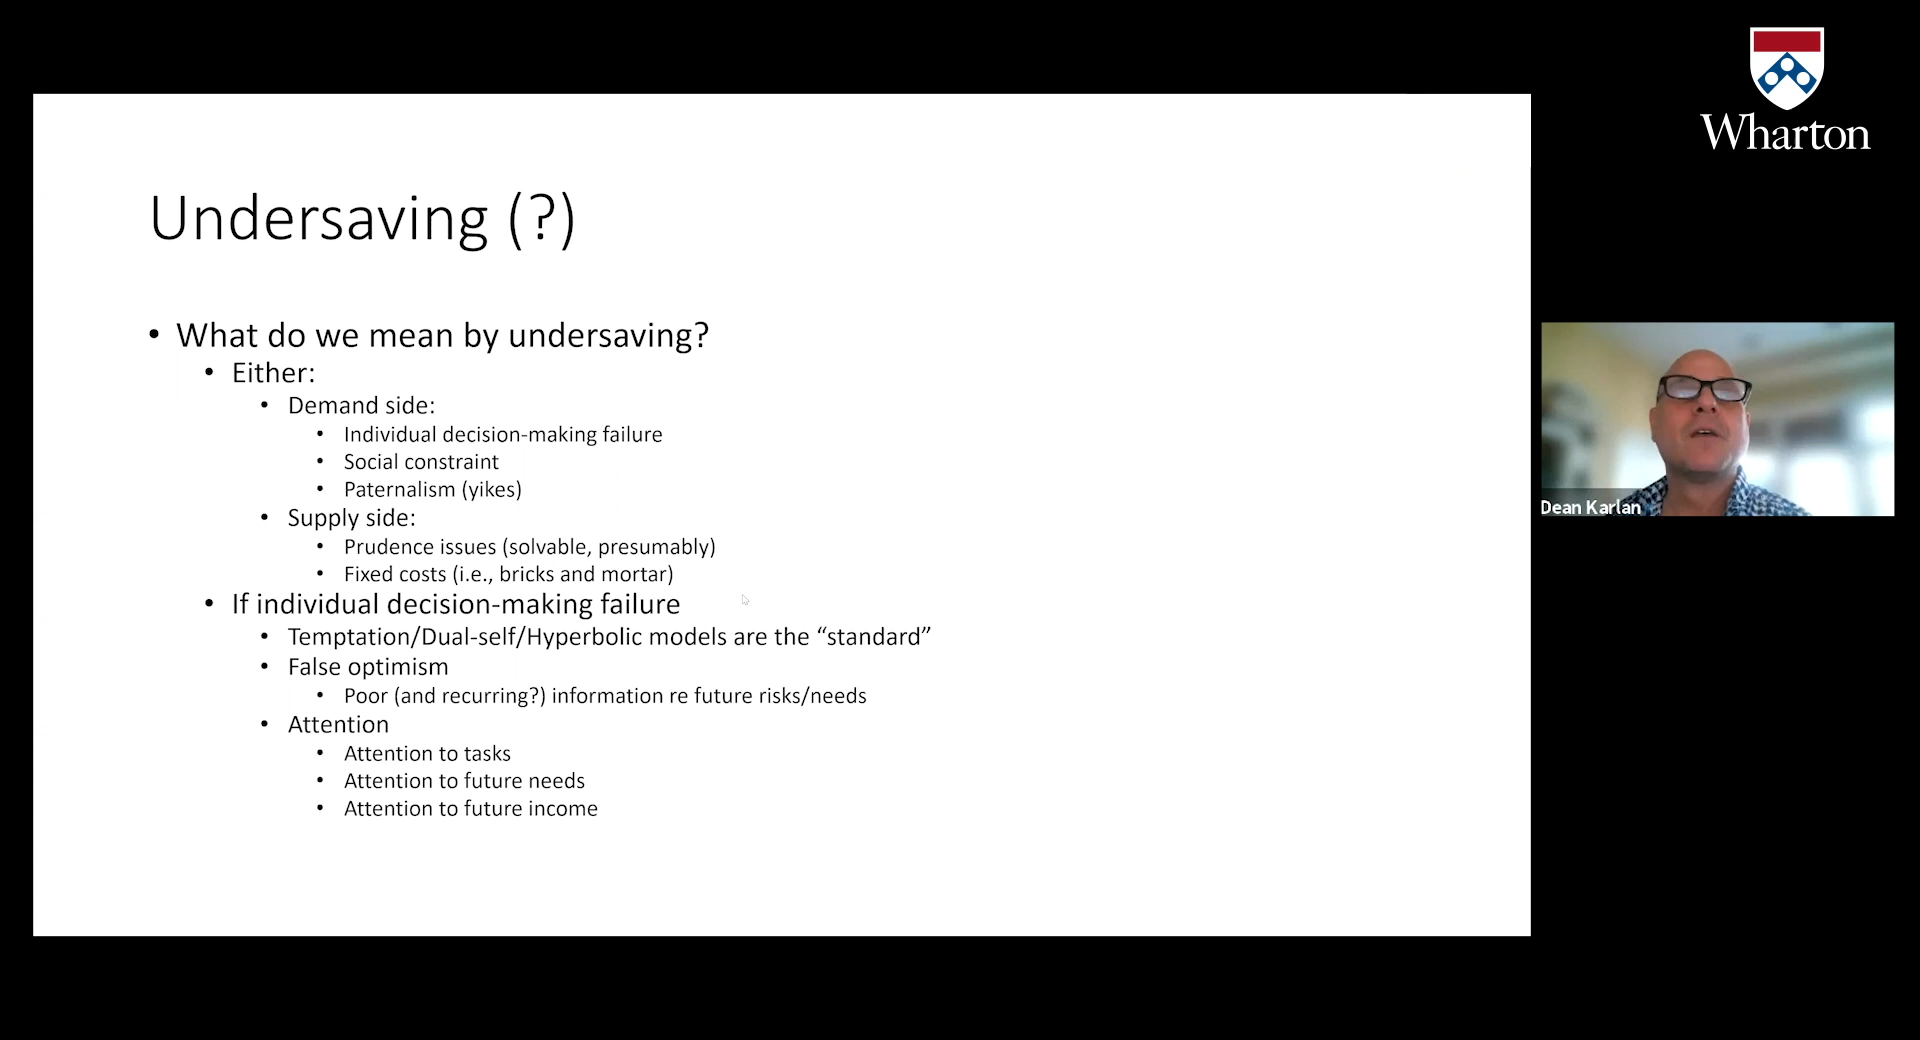 Wharton
Undersaving (?)
• What do we mean by undersaving?
• Either:
• Demand side:
• Individual decision-making failure
• Social constraint
• Paternalism (yikes)
• Supply side:
• Prudence issues (solvable, presumably)
• Fixed costs (i.e., bricks and mortar)
• If individual decision-making failure
• Temptation/Dual-self/Hyperbolic models are the “standard”
• False optimism
• Poor (and recurring?) information re future risks/needs
• Attention
• Attention to tasks
• Attention to future needs
• Attention to future income
Dean Karlan